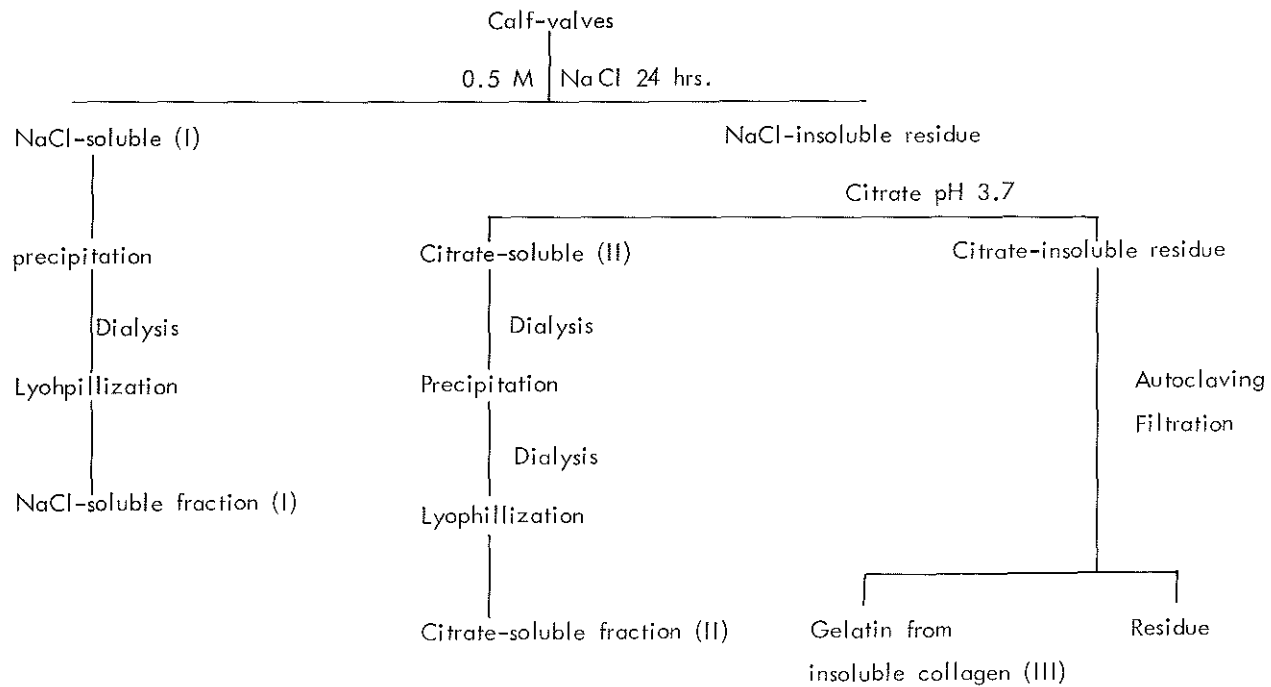 Calf-valves
0.5 M NaCl 24 hrs.
NaCl-soluble (I)
NaCl-insoluble residue
Citrate pH 3.7
precipitation
Citrate-soluble (II)
Citrate-insoluble residue
Dialysis
Dialysis
Lyohpillization
Precipitation
Autoclaving
Filtration
Dialysis
NaCl-soluble fraction (I)
Lyophillization
Citrate-soluble fraction (II)
Gelatin from
insoluble collagen (III)
Residue